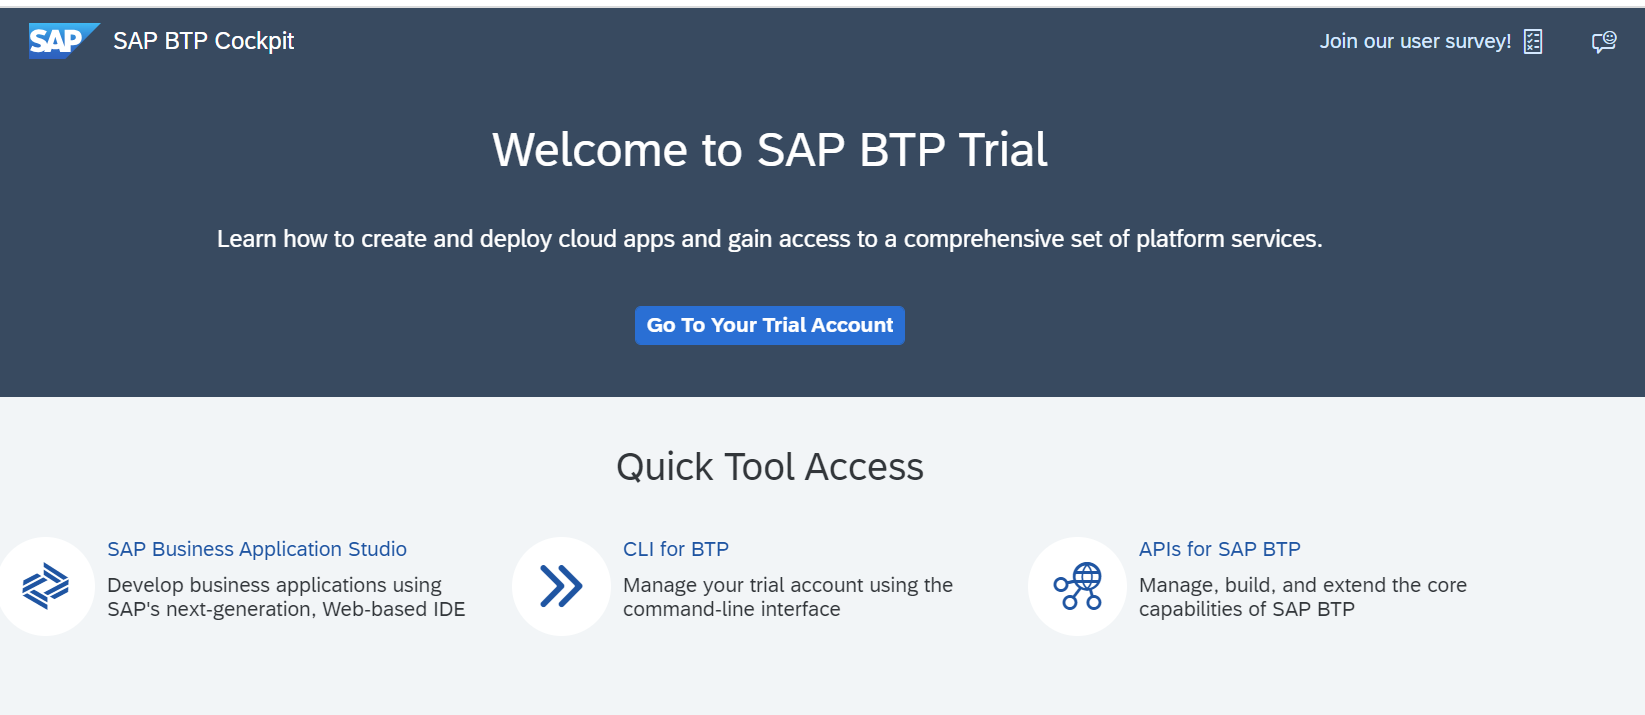 SAP SAP BTP Cockpit
Join our user survey!
Welcome to SAP BTP Trial
Learn how to create and deploy cloud apps and gain access to a comprehensive set of platform services.
Go To Your Trial Account
Quick Tool Access
SAP Business Application Studio
Develop business applications using
SAP's next-generation, Web-based IDE
CLI for BTP
Manage your trial account using the
command-line interface
APIs for SAP BTP
Manage, build, and extend the core
capabilities of SAP BTP